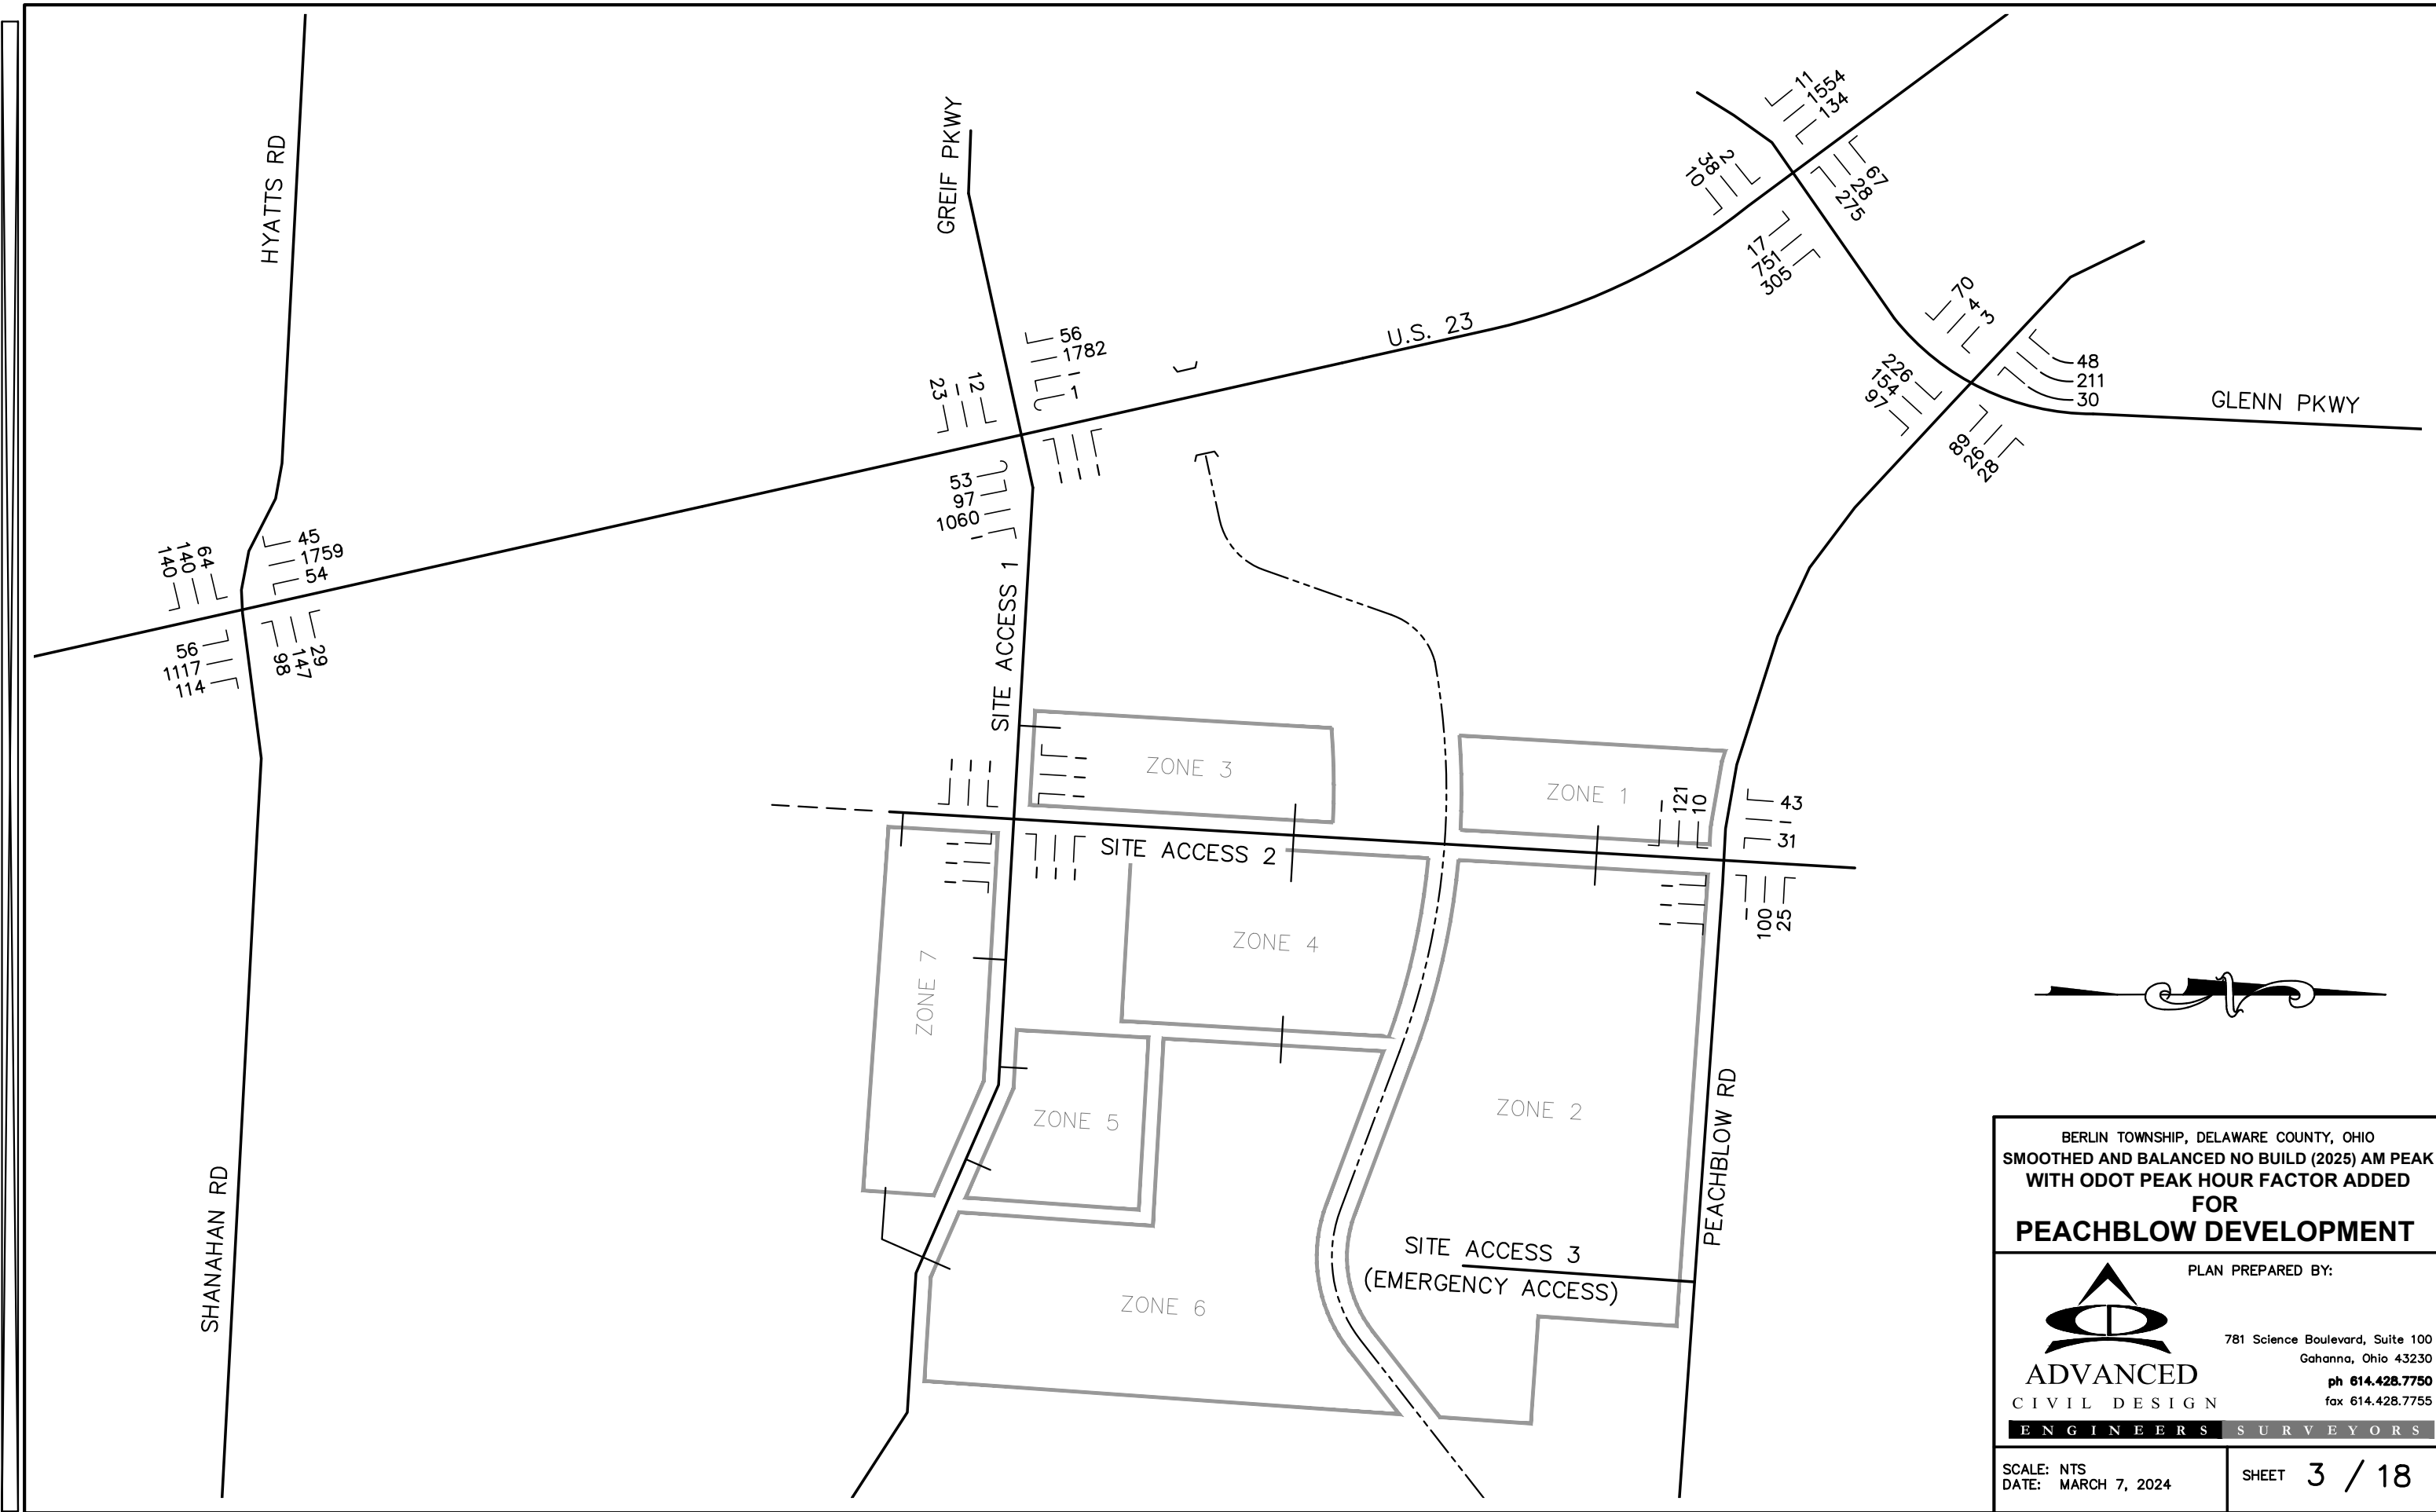 HYATTS RD
GREIF PKWY
U.S. 23
GLENN PKWY
SITE ACCESS 1
SITE ACCESS 2
SITE ACCESS 3
(EMERGENCY ACCESS)
PEACHBLOW RD
SHANAHAN RD
ZONE 1
ZONE 2
ZONE 3
ZONE 4
ZONE 5
ZONE 6
ZONE 7
140
140
64
45
1759
54
56
1117
114
98
147
29
23
-
12
56
1782
-
1
53
97
1060
-
-
-
-
10
38
2
11
1554
134
67
28
275
17
751
305
70
4
3
226
154
97
48
211
30
89
26
28
-
-
-
-
-
-
-
-
-
-
-
-
-
121
10
43
-
31
-
-
-
-
100
25
BERLIN TOWNSHIP, DELAWARE COUNTY, OHIO
SMOOTHED AND BALANCED NO BUILD (2025) AM PEAK
WITH ODOT PEAK HOUR FACTOR ADDED
FOR
PEACHBLOW DEVELOPMENT
PLAN PREPARED BY:
ADVANCED
CIVIL DESIGN
ENGINEERS SURVEYORS
781 Science Boulevard, Suite 100
Gahanna, Ohio 43230
ph 614.428.7750
fax 614.428.7755
SCALE: NTS
DATE: MARCH 7, 2024
SHEET 3 / 18